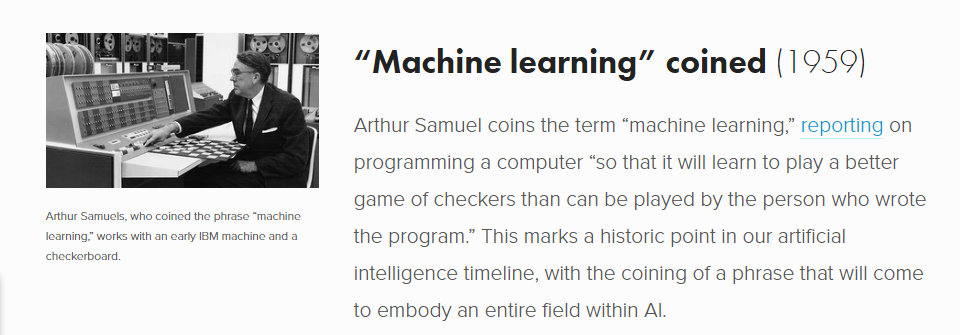 “Machine learning” coined (1959)
Arthur Samuel coins the term “machine learning,” reporting on
programming a computer “so that it will learn to play a better
game of checkers than can be played by the person who wrote
the program.” This marks a historic point in our artificial
intelligence timeline, with the coining of a phrase that will come
to embody an entire field within AI.
Arthur Samuels, who coined the phrase “machine
learning,” works with an early IBM machine and a
checkerboard.